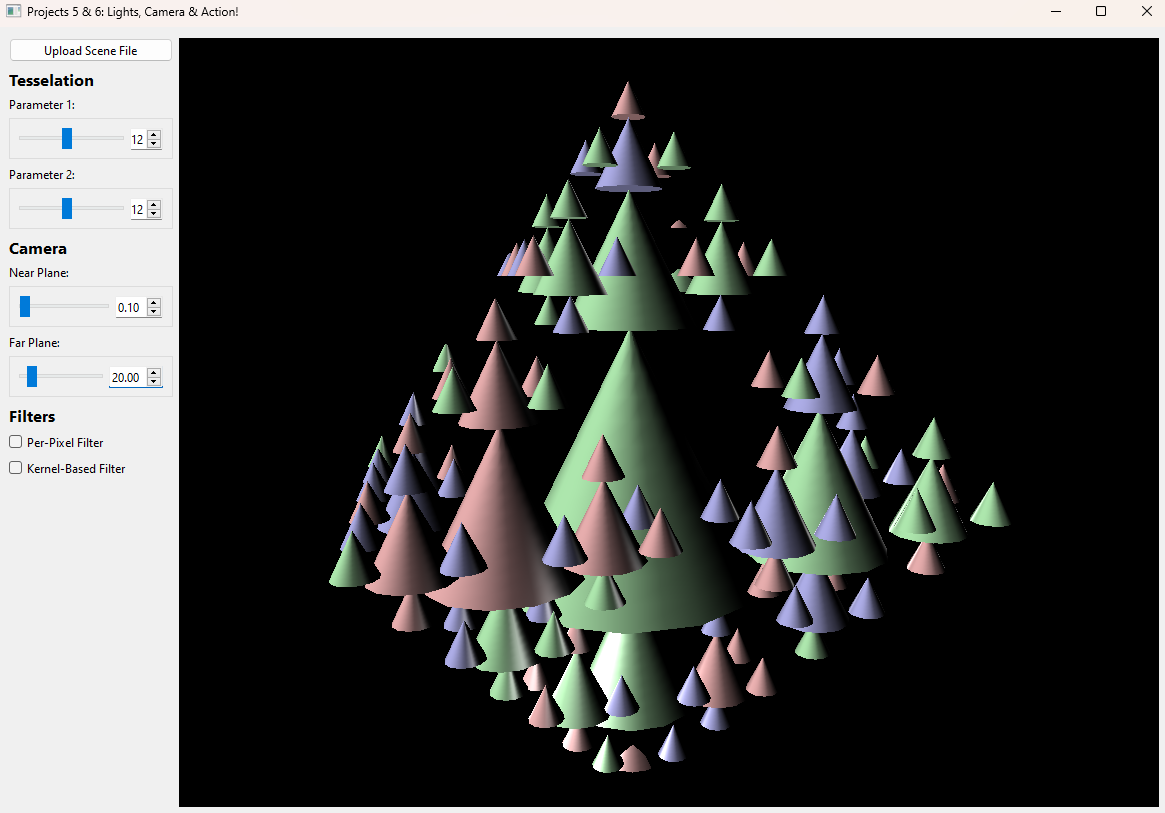 Projects 5 & 6: Lights, Camera & Action!
Upload Scene File
Tesselation
Parameter 1:
12
Parameter 2:
12
Camera
Near Plane:
0.10
Far Plane:
20.00
Filters
Per-Pixel Filter
Kernel-Based Filter